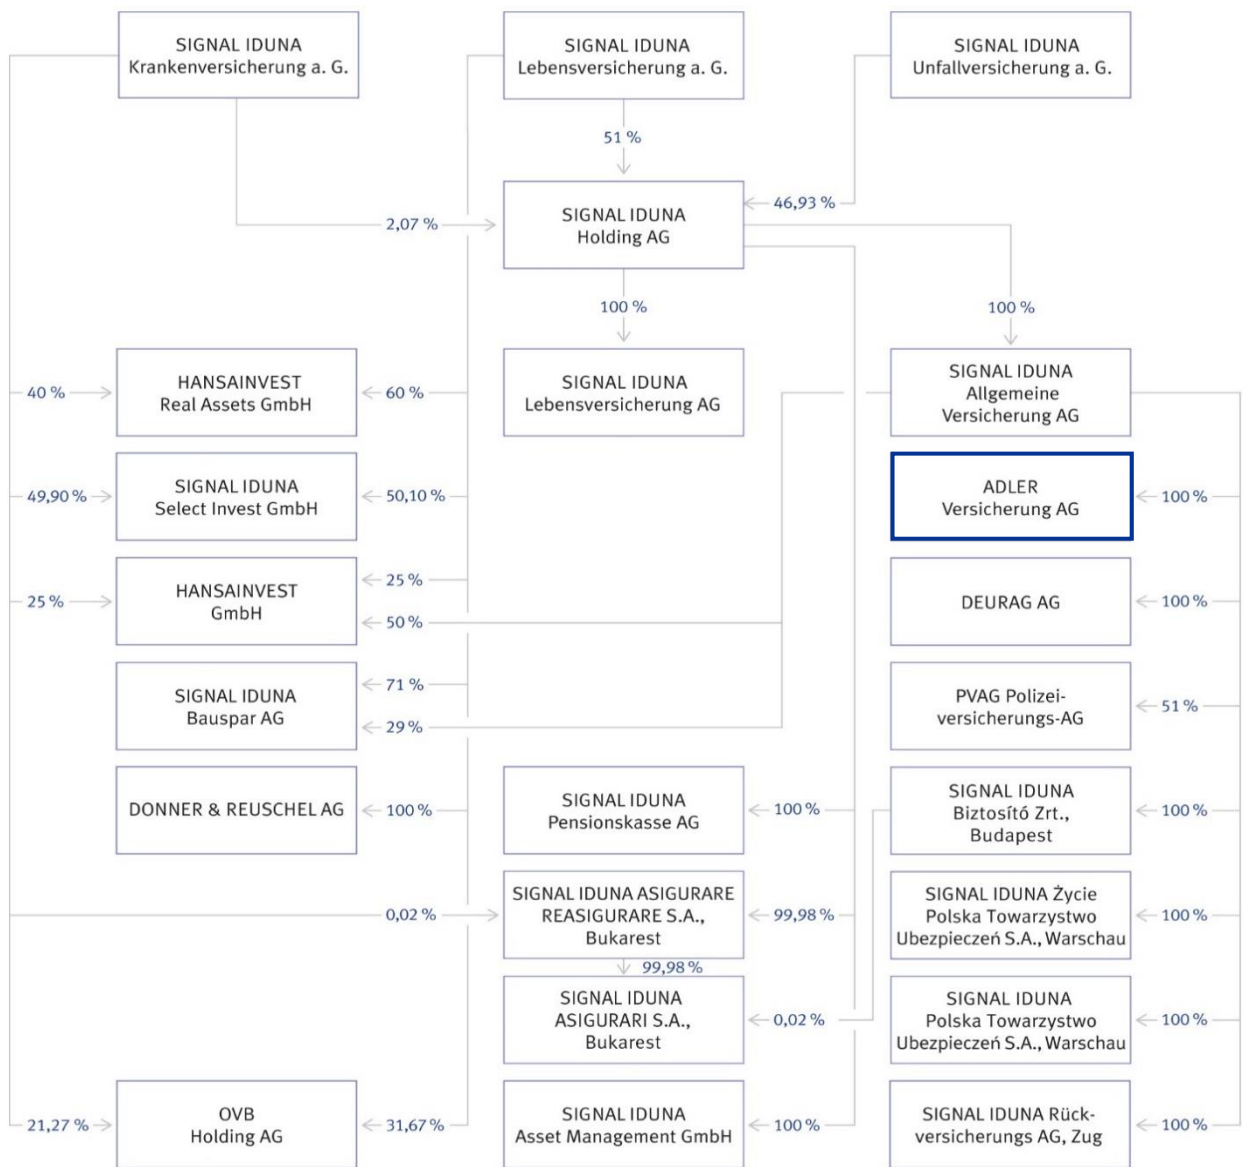 SIGNAL IDUNA
Krankenversicherung a. G.
SIGNAL IDUNA
Lebensversicherung a. G.
SIGNAL IDUNA
Unfallversicherung a. G.
51 %
46,93 %
2,07 %
SIGNAL IDUNA
Holding AG
100 %
100 %
40 %
HANSAINVEST
Real Assets GmbH
60 %
SIGNAL IDUNA
Lebensversicherung AG
SIGNAL IDUNA
Allgemeine
Versicherung AG
49,90 %
SIGNAL IDUNA
Select Invest GmbH
50,10 %
ADLER
Versicherung AG
100 %
25 %
HANSAINVEST
GmbH
25 %
50 %
DEURAG AG
100 %
SIGNAL IDUNA
Bauspar AG
71 %
29 %
PVAG Polizei-
versicherungs-AG
51 %
DONNER & REUSCHEL AG
100 %
SIGNAL IDUNA
Pensionskasse AG
100 %
SIGNAL IDUNA
Biztosító Zrt.,
Budapest
100 %
0,02 %
SIGNAL IDUNA ASIGURARE
REASIGURARE S.A.,
Bukarest
99,98 %
SIGNAL IDUNA Życie
Polska Towarzystwo
Ubezpieczeń S.A., Warschau
100 %
99,98 %
SIGNAL IDUNA
ASIGURARI S.A.,
Bukarest
0,02 %
SIGNAL IDUNA
Polska Towarzystwo
Ubezpieczeń S.A., Warschau
100 %
21,27 %
OVB
Holding AG
31,67 %
SIGNAL IDUNA
Asset Management GmbH
100 %
SIGNAL IDUNA Rück-
versicherungs AG, Zug
100 %